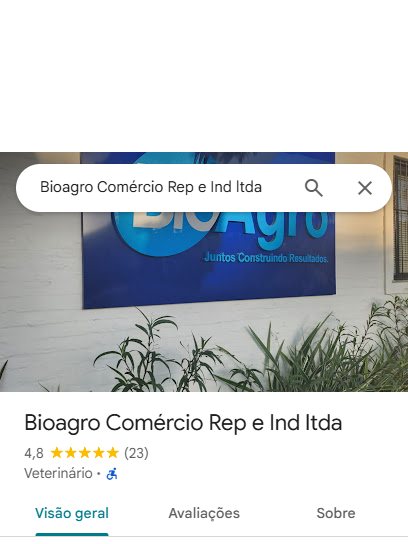 Bioagro Comércio Rep e Ind ltda
BioAgro
Juntos Construindo Resultados.
Bioagro Comércio Rep e Ind ltda
4,8 (23)
Veterinário •
Visão geral Avaliações Sobre